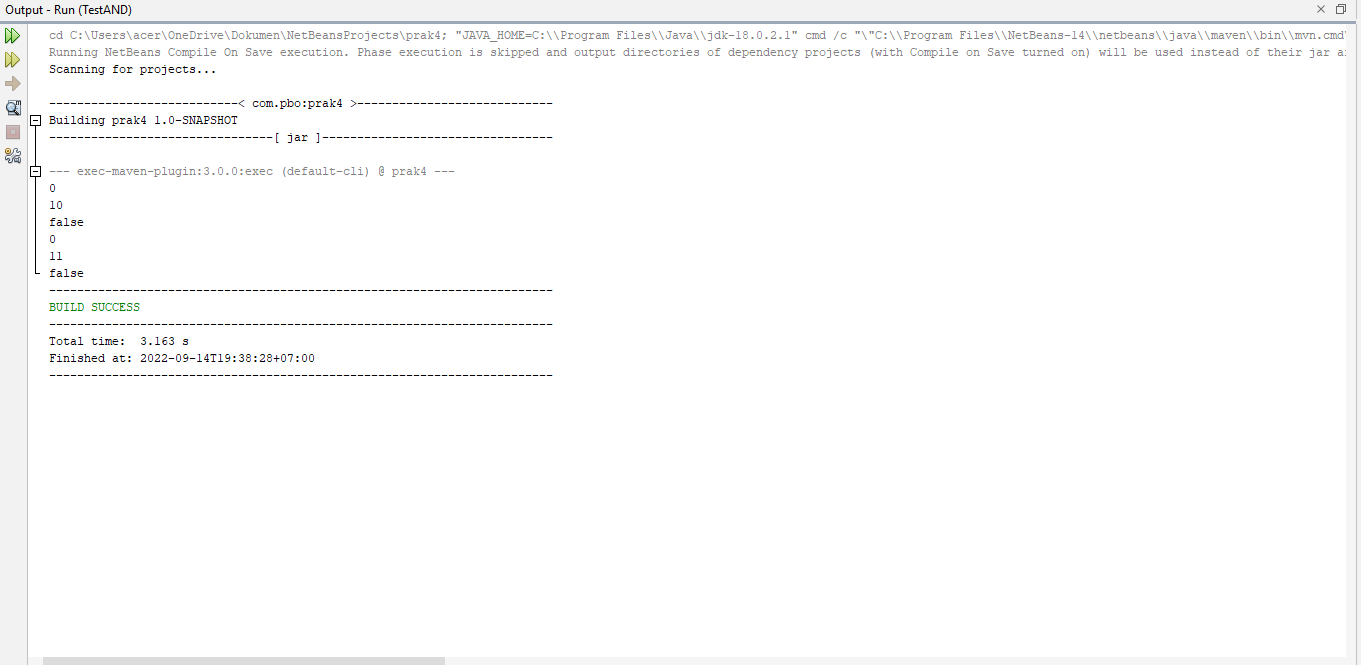 Output - Run (TestAND)
cd C:\Users\acer\OneDrive\Dokumen\NetBeansProjects\prak4; "JAVA_HOME=C:\\Program Files\\Java\\jdk-18.0.2.1" cmd /c "\"C:\\Program Files\\NetBeans-14\\netbeans\\java\\maven\\bin\\mvn.cmd\
Running NetBeans Compile On Save execution. Phase execution is skipped and output directories of dependency projects (with Compile on Save turned on) will be used instead of their jar a
Scanning for projects...
---------------------------< com.pbo:prak4 >----------------------------
Building prak4 1.0-SNAPSHOT
--------------------------------[ jar ]---------------------------------
--- exec-maven-plugin:3.0.0:exec (default-cli) @ prak4 ---
0
10
false
0
11
false
------------------------------------------------------------------------
BUILD SUCCESS
------------------------------------------------------------------------
Total time:  3.163 s
Finished at: 2022-09-14T19:38:28+07:00
------------------------------------------------------------------------